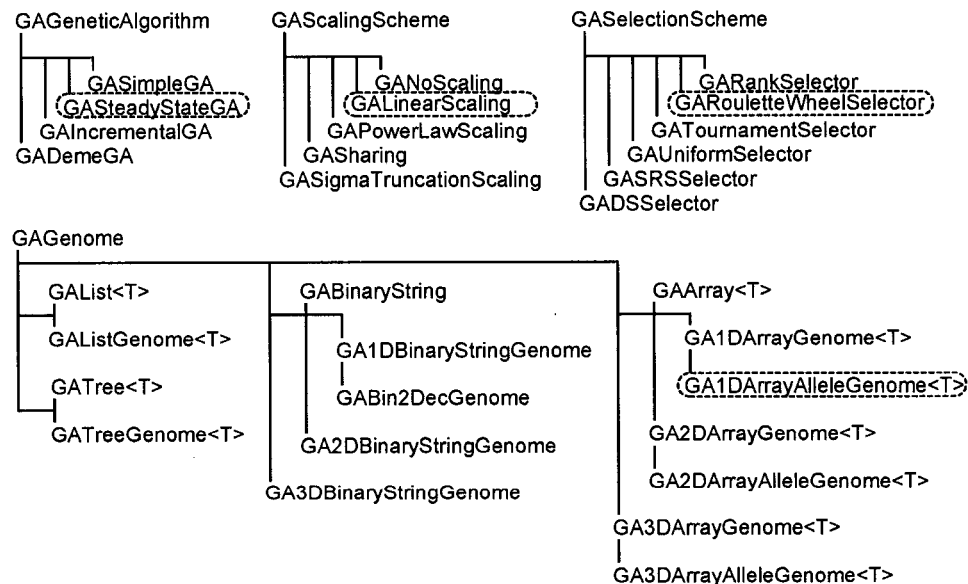 GAGeneticAlgorithm
GASimpleGA
GASteadyStateGA
GAIncrementalGA
GADemeGA
GAScalingScheme
GANoScaling
GALinearScaling
GAPowerLawScaling
GASharing
GASigmaTruncationScaling
GASelectionScheme
GARankSelector
GARouletteWheelSelector
GATournamentSelector
GAUniformSelector
GASRSSelector
GADSSelector
GAGenome
GAList<T>
GAListGenome<T>
GATree<T>
GATreeGenome<T>
GABinaryString
GA1DBinaryStringGenome
GABin2DecGenome
GA2DBinaryStringGenome
GA3DBinaryStringGenome
GAArray<T>
GA1DArrayGenome<T>
GA1DArrayAlleleGenome<T>
GA2DArrayGenome<T>
GA2DArrayAlleleGenome<T>
GA3DArrayGenome<T>
GA3DArrayAlleleGenome<T>